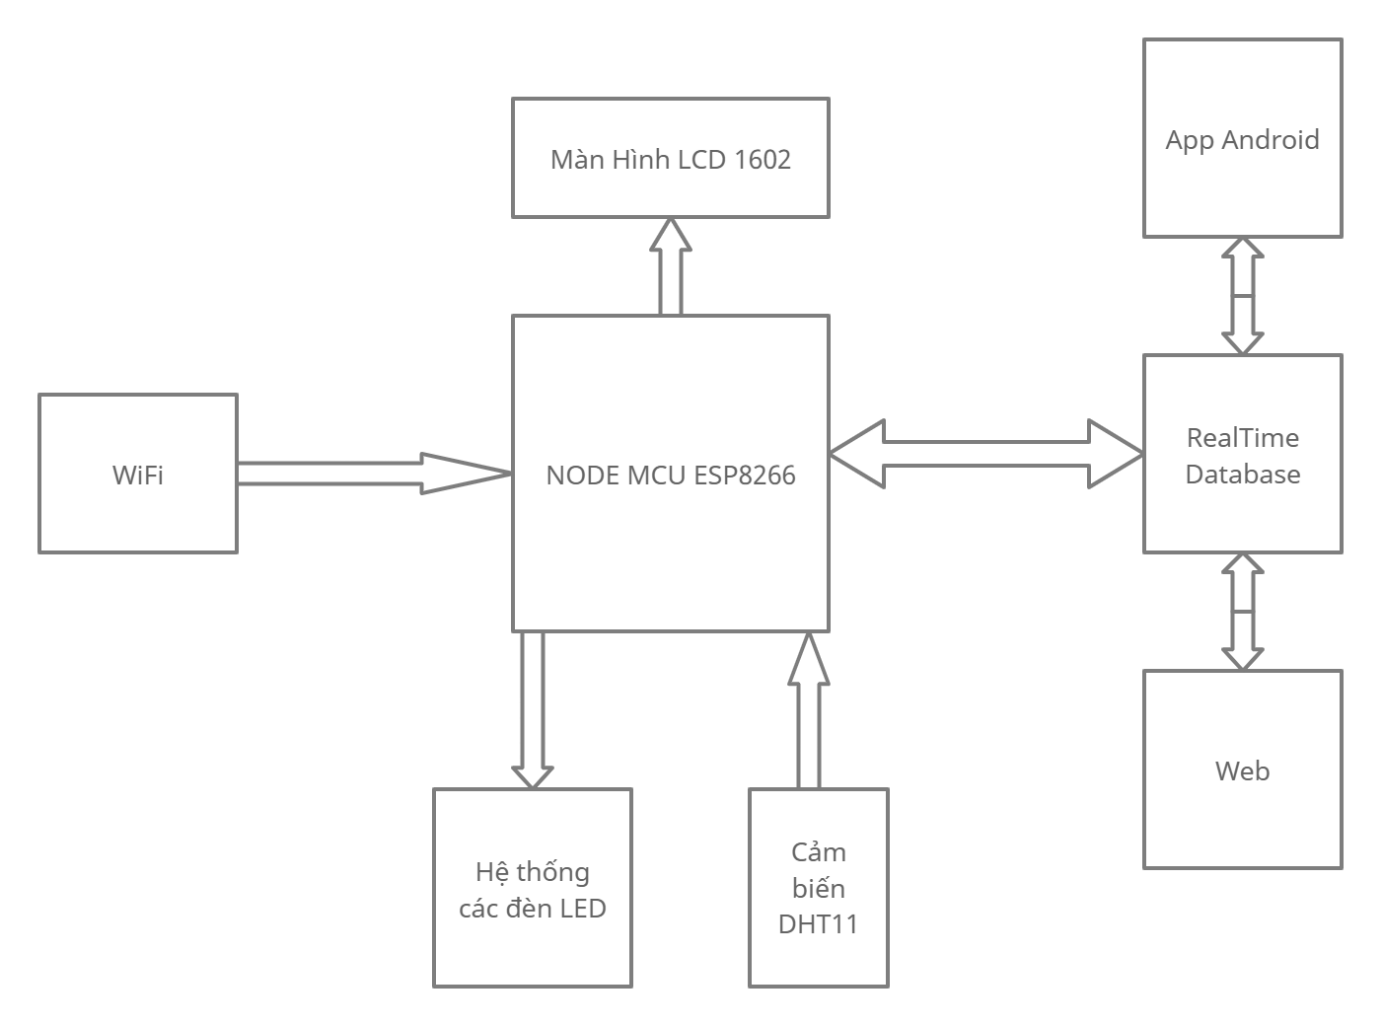 App Android
Màn Hình LCD 1602
RealTime
Database
WiFi
NODE MCU ESP8266
Web
Hệ thống
các đèn LED
Cảm
biến
DHT11